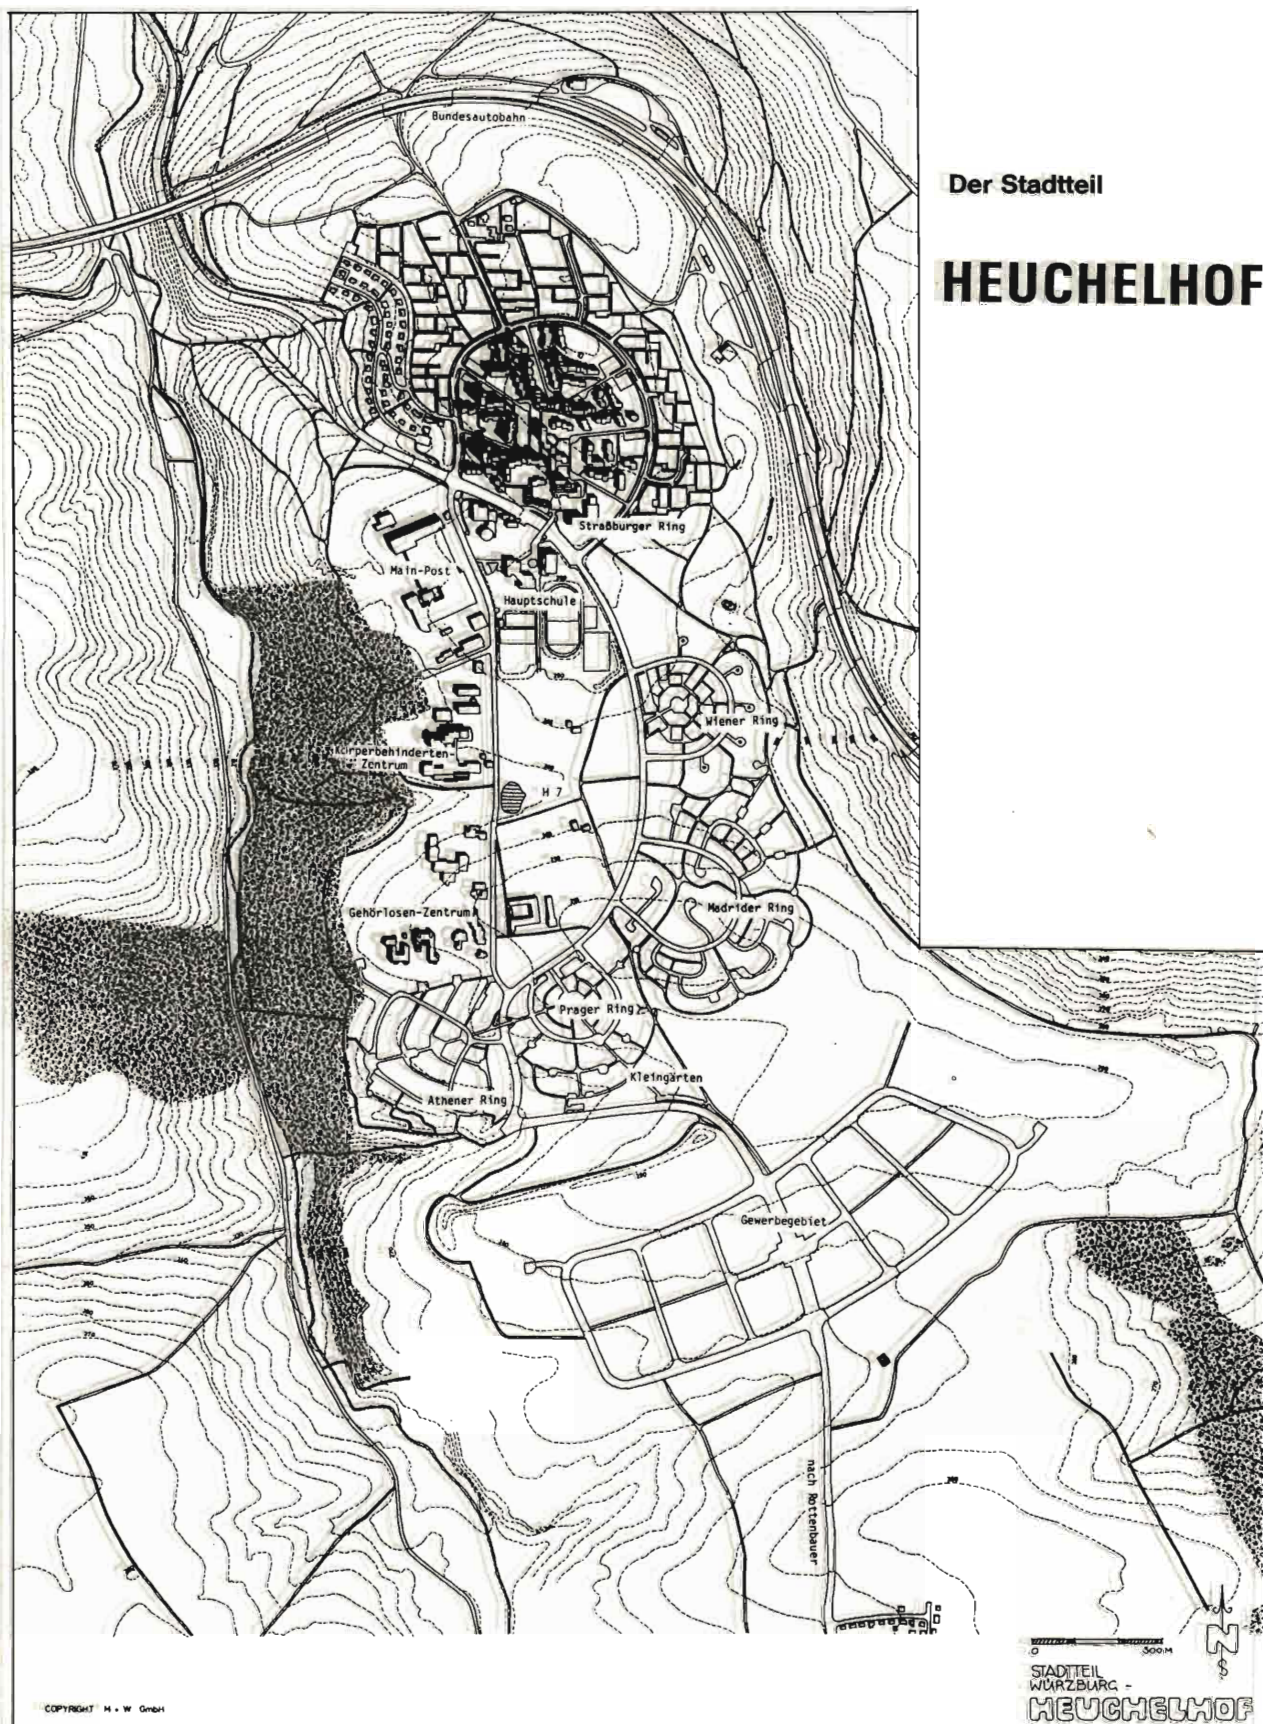 Bundesautobahn
Der Stadtteil
HEUCHELHOF
Straßburger Ring
Main-Post
Hauptschule
Wiener Ring
Körperbehinderten-
Zentrum
H 7
Madrider Ring
Gehörlosen-Zentrum
Prager Ring
Kleingärten
Athener Ring
Gewerbegebiet
nach Rottenbauer
N
S
0 300 M
STADTTEIL
WÜRZBURG -
HEUCHELHOF
COPYRIGHT M + W GmbH